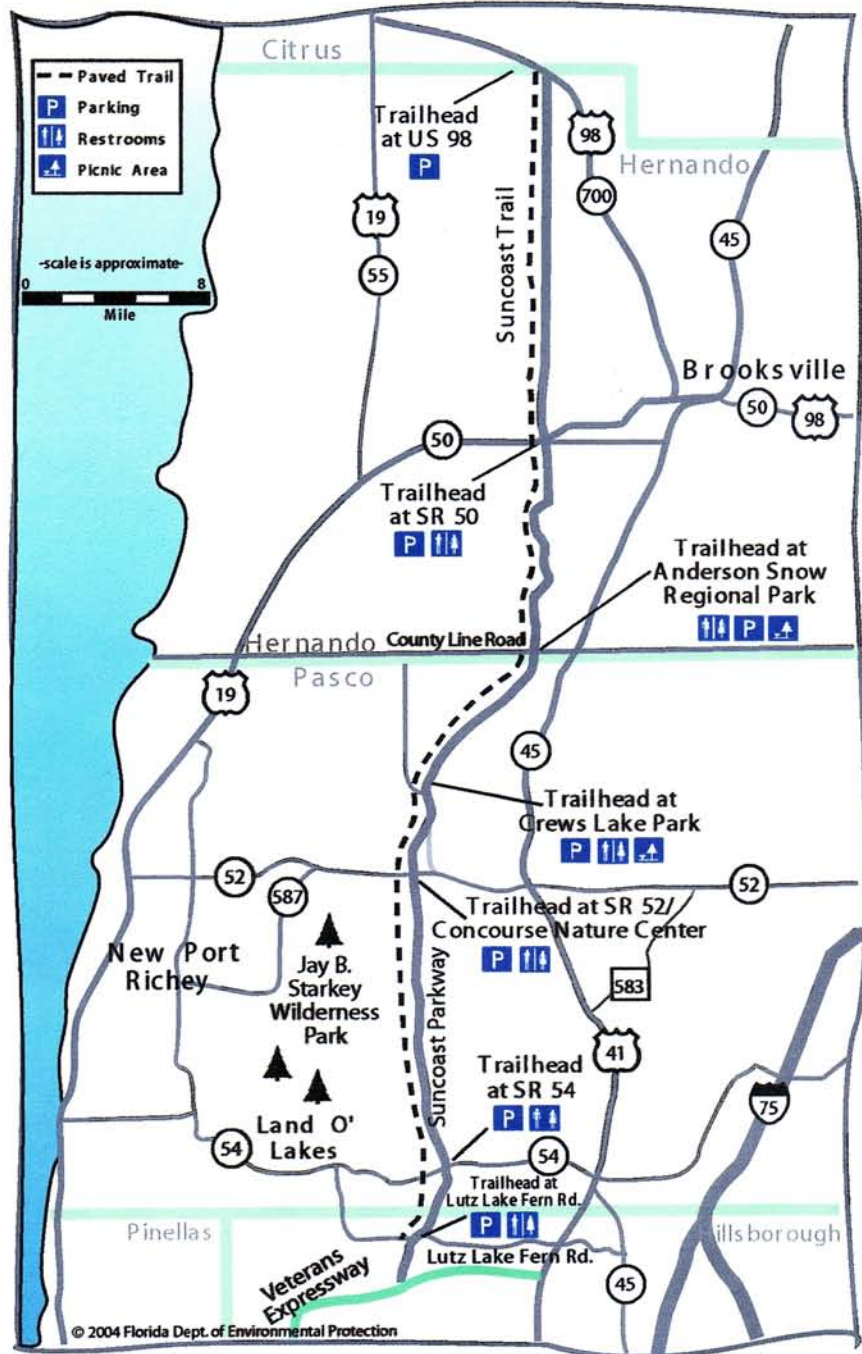 Citrus
Paved Trail
P Parking
Restrooms
Picnic Area
Trailhead
at US 98
P
98
Hernando
700
19
45
-scale is approximate-
55
0 8
Mile
Suncoast Trail
Brooksville
50
98
50
Trailhead
at SR 50
P
Trailhead at
Anderson Snow
Regional Park
P
Hernando
County Line Road
Pasco
19
45
Trailhead at
Crews Lake Park
P
52
52
587
Trailhead at SR 52/
Concourse Nature Center
P
New Port
Richey
Jay B.
Starkey
Wilderness
Park
583
41
Suncoast Parkway
Trailhead
at SR 54
P
75
Land O'
Lakes
54
54
Trailhead at
Lutz Lake Fern Rd.
P
Pinellas
illsborough
Lutz Lake Fern Rd.
Veterans
Expressway
45
© 2004 Florida Dept. of Environmental Protection